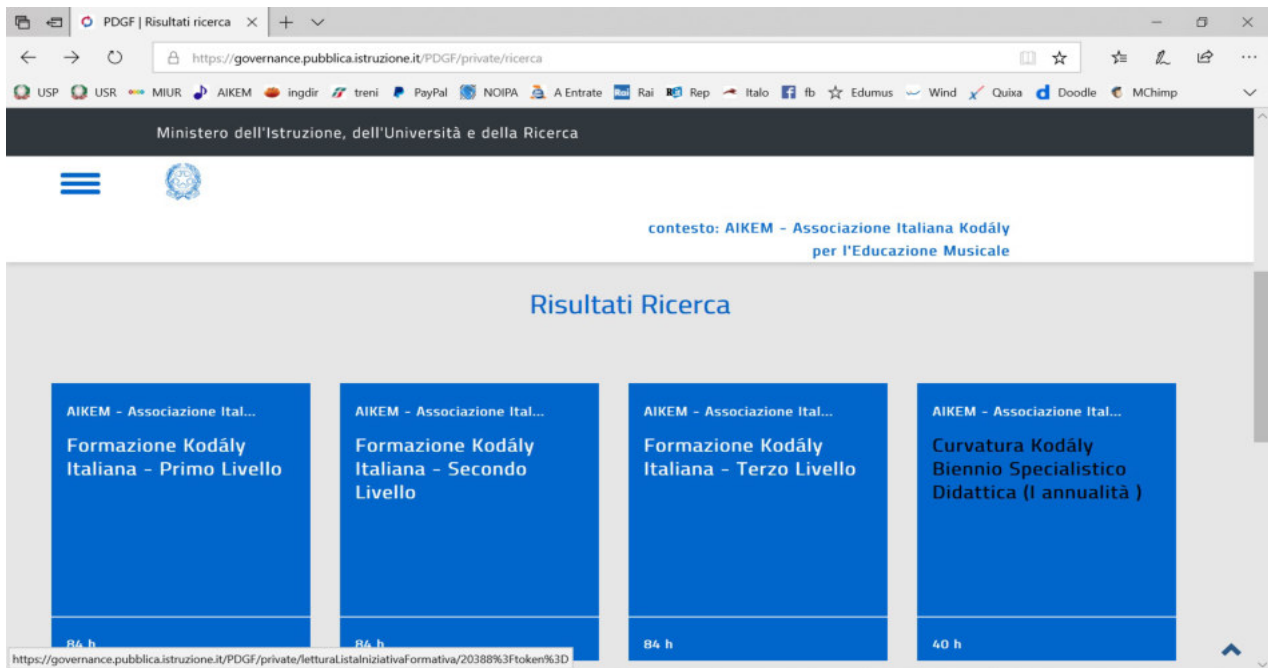 PDGF | Risultati ricerca
https://governance.pubblica.istruzione.it/PDGF/private/ricerca
USP USR MIUR AIKEM ingdir treni PayPal NOIPA A Entrate Rai Rep Italo fb Edumus Wind Quixa Doodle MChimp
Ministero dell'Istruzione, dell'Università e della Ricerca
contesto: AIKEM - Associazione Italiana Kodály
per l'Educazione Musicale
Risultati Ricerca
AIKEM - Associazione Ital...
Formazione Kodály
Italiana - Primo Livello
84 h
AIKEM - Associazione Ital...
Formazione Kodály
Italiana - Secondo
Livello
84 h
AIKEM - Associazione Ital...
Formazione Kodály
Italiana - Terzo Livello
84 h
AIKEM - Associazione Ital...
Curvatura Kodály
Biennio Specialistico
Didattica (I annualità )
40 h
https://governance.pubblica.istruzione.it/PDGF/private/letturaListaIniziativaFormativa/20388%3Ftoken%3D